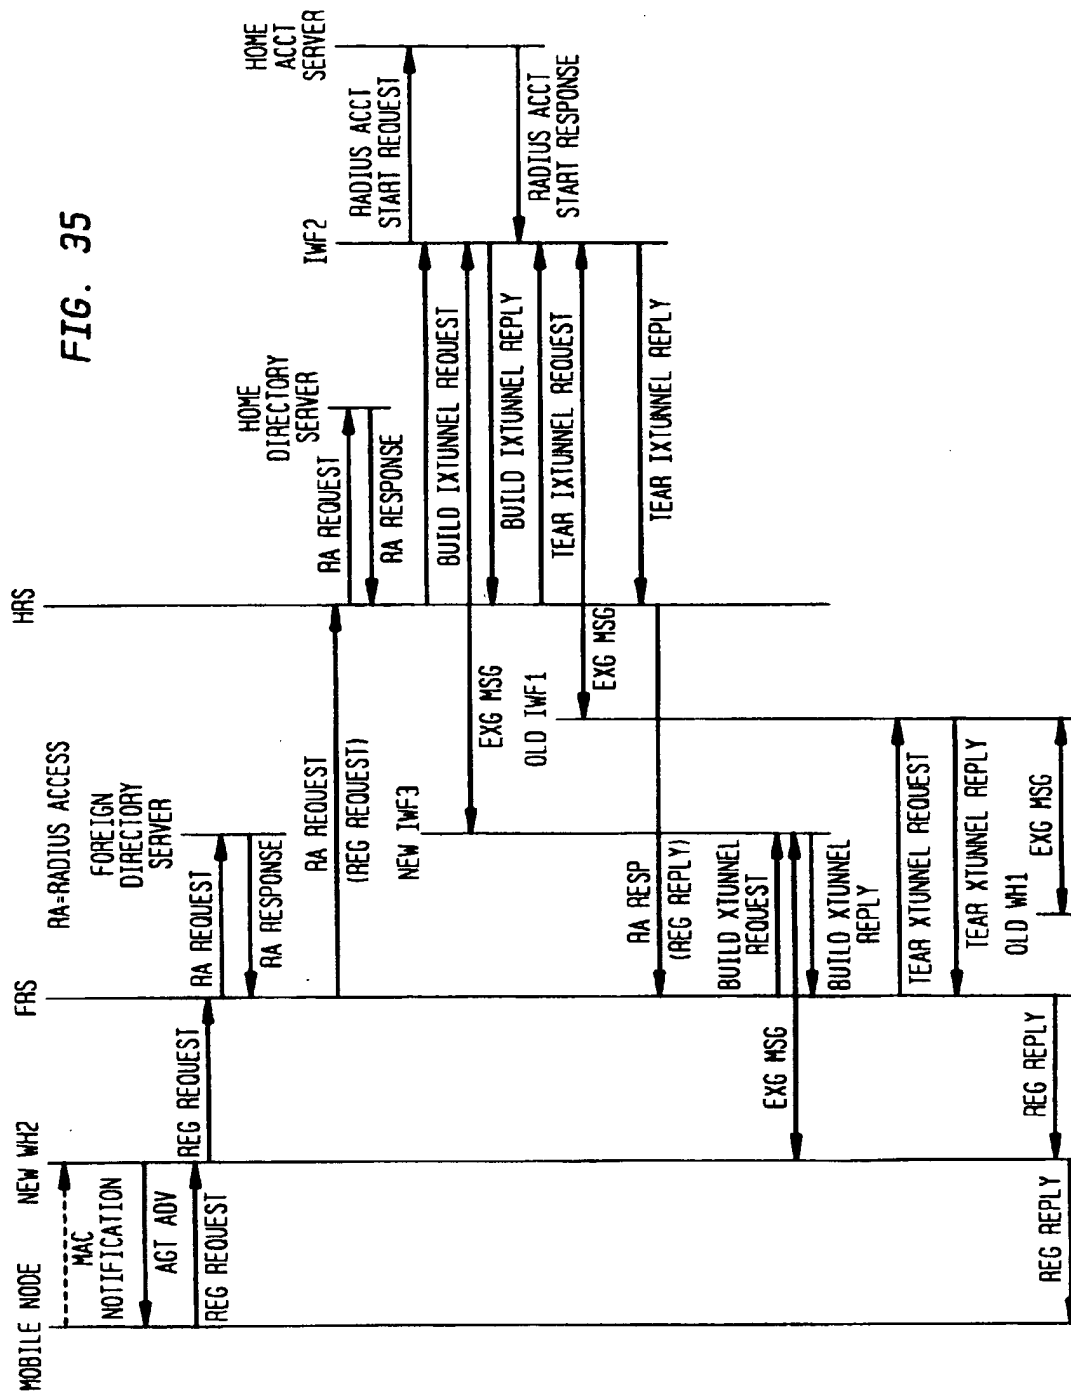 FIG. 35
RA=RADIUS ACCESS
MOBILE NODE
NEW WH2
FRS
FOREIGN
DIRECTORY
SERVER
HRS
HOME
DIRECTORY
SERVER
IWF2
HOME
ACCT
SERVER
MAC
NOTIFICATION
AGT ADV
REG REQUEST
REG REQUEST
RA REQUEST
RA RESPONSE
RA REQUEST
(REG REQUEST)
RA REQUEST
RA RESPONSE
RADIUS ACCT
START REQUEST
BUILD IXTUNNEL REQUEST
NEW IWF3
EXG MSG
BUILD IXTUNNEL REPLY
RADIUS ACCT
START RESPONSE
TEAR IXTUNNEL REQUEST
OLD IWF1
EXG MSG
TEAR IXTUNNEL REPLY
RA RESP
(REG REPLY)
BUILD XTUNNEL
REQUEST
EXG MSG
BUILD XTUNNEL
REPLY
TEAR XTUNNEL REQUEST
TEAR XTUNNEL REPLY
OLD WH1
EXG MSG
REG REPLY
REG REPLY